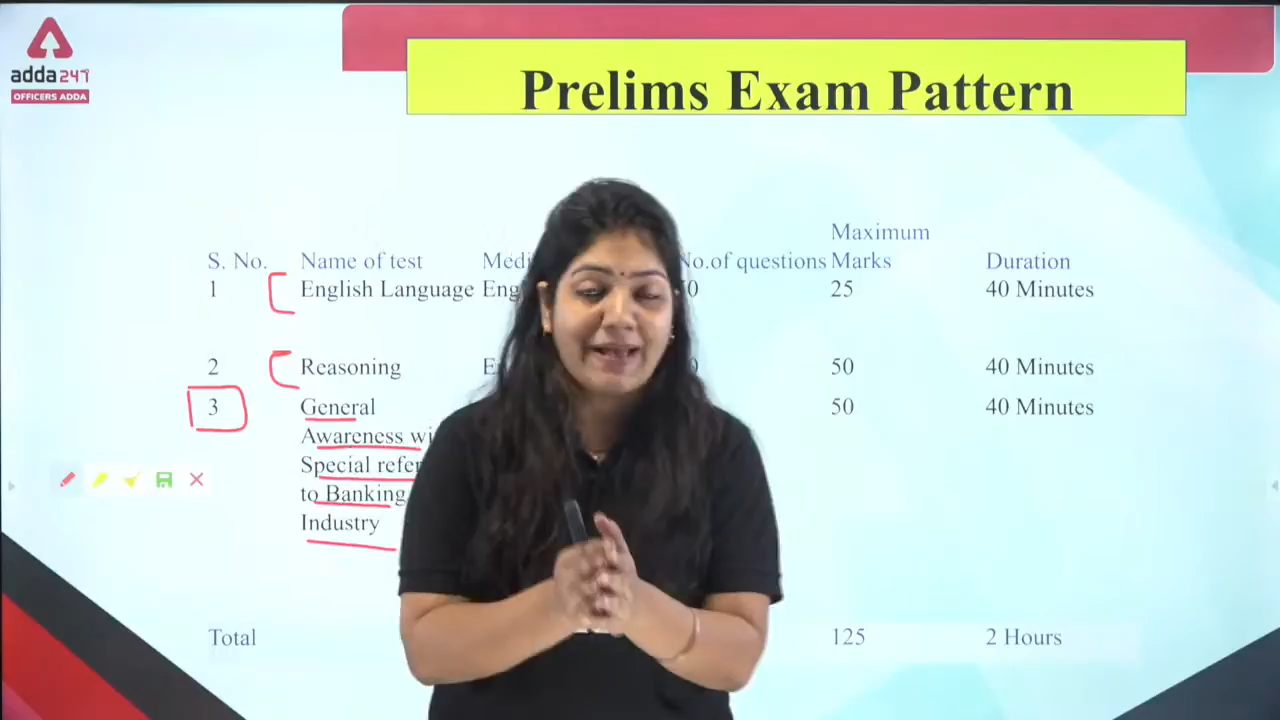 adda247
OFFICERS ADDA
Prelims Exam Pattern
S. No. Name of test No.of questions Maximum Marks Duration
1 English Language 25 40 Minutes
2 Reasoning 50 40 Minutes
3 General 50 40 Minutes
Awareness
Special
to Banking
Industry
Total 125 2 Hours